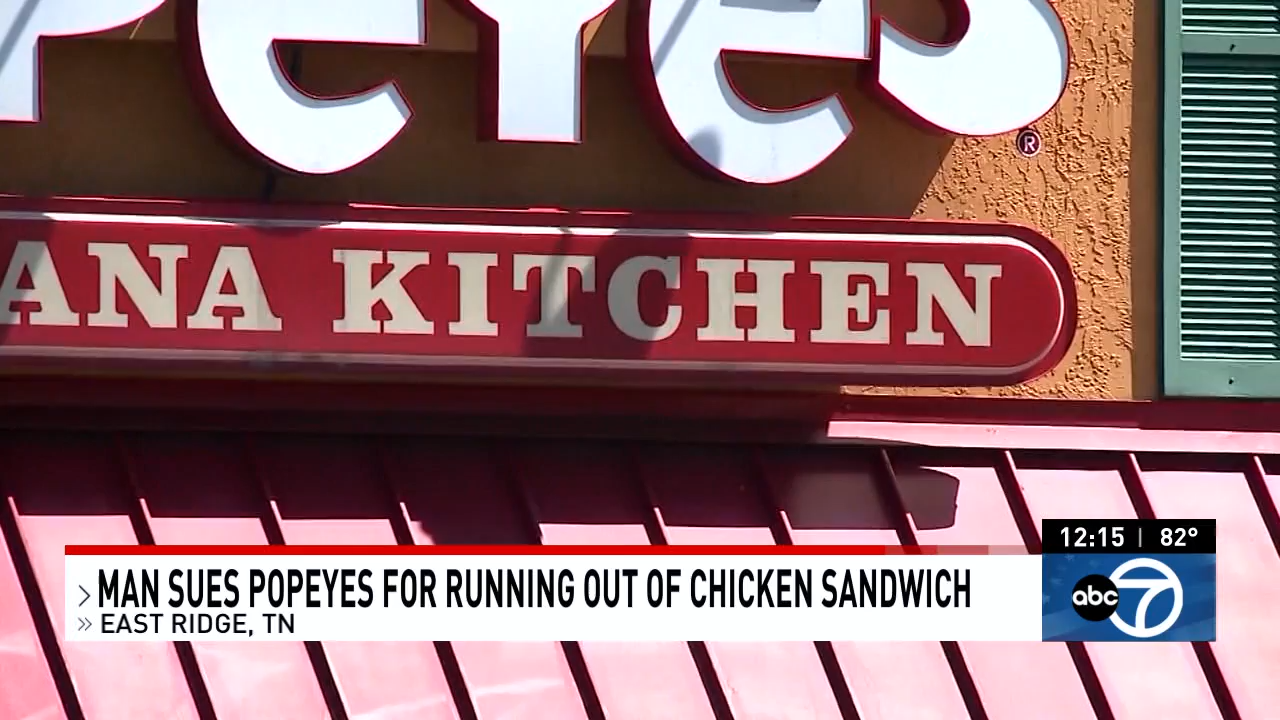 PeYeS
®
ANA KITCHEN
12:15 | 82°
MAN SUES POPEYES FOR RUNNING OUT OF CHICKEN SANDWICH
abc 7
EAST RIDGE, TN